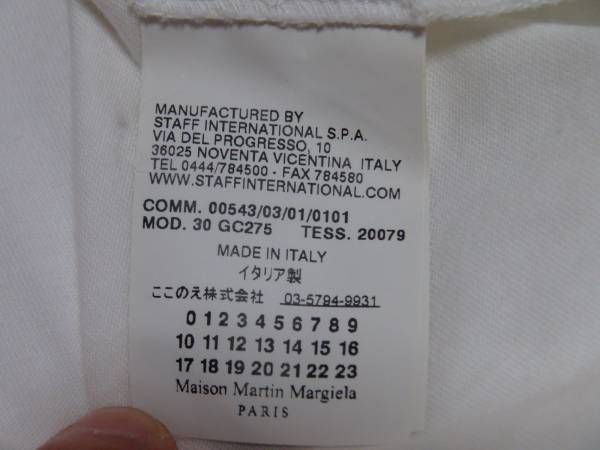 MANUFACTURED BY
STAFF INTERNATIONAL S.P.A.
VIA DEL PROGRESSO, 10
36025 NOVENTA VICENTINA ITALY
TEL 0444/784500 - FAX 784580
WWW.STAFFINTERNATIONAL.COM
COMM. 00543/03/01/0101
MOD. 30 GC275 TESS. 20079
MADE IN ITALY
イタリア製
ここのえ株式会社 03-5794-9931
0 1 2 3 4 5 6 7 8 9
10 11 12 13 14 15 16
17 18 19 20 21 22 23
Maison Martin Margiela
PARIS